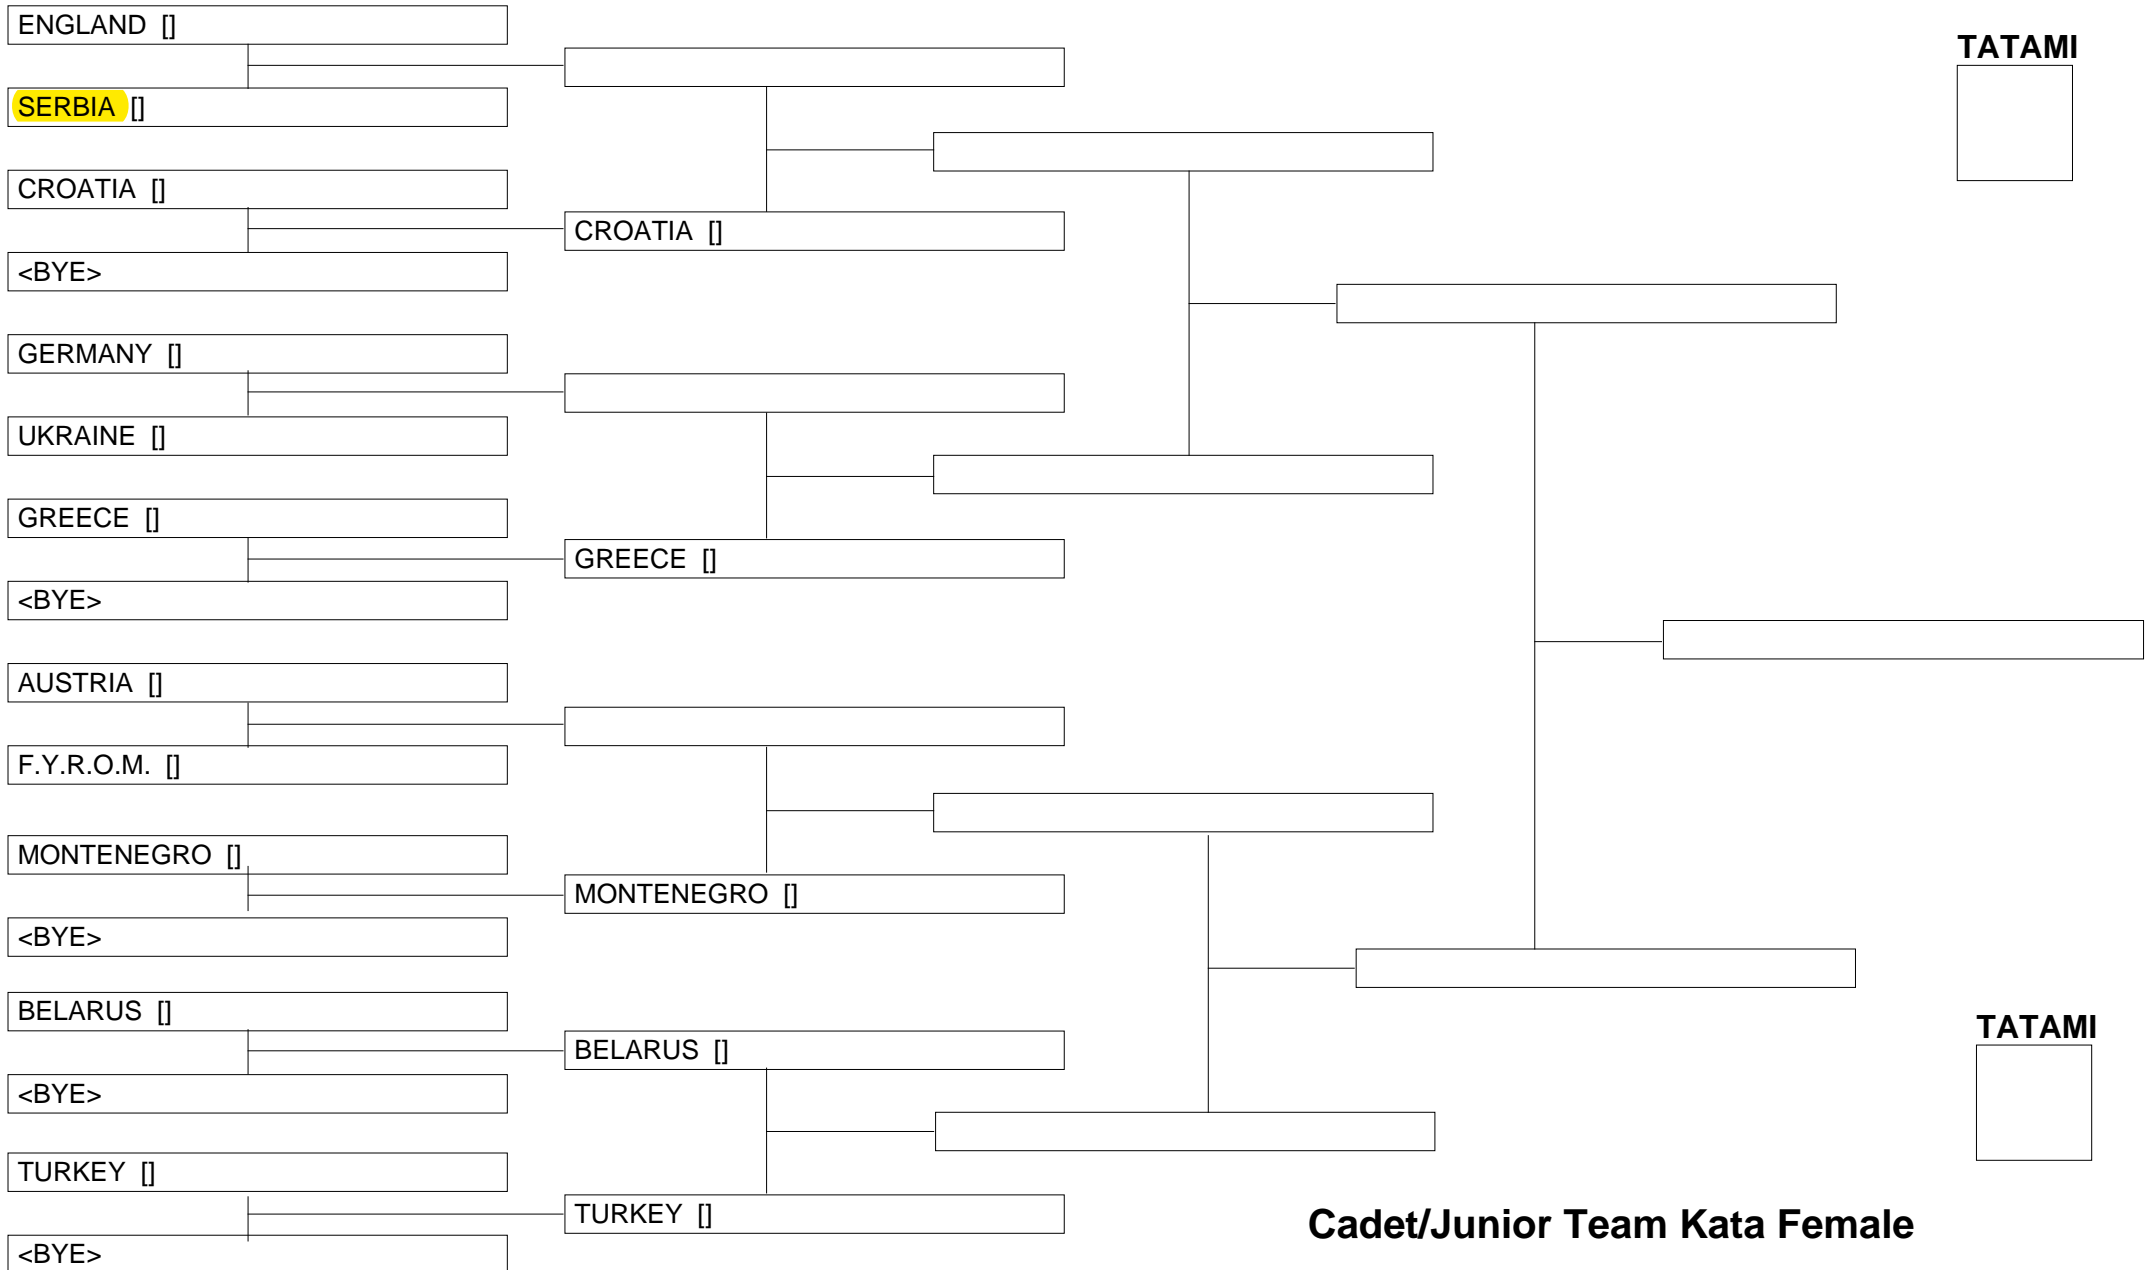 ENGLAND []
SERBIA []
CROATIA []
<BYE>
GERMANY []
UKRAINE []
GREECE []
<BYE>
AUSTRIA []
F.Y.R.O.M. []
MONTENEGRO []
<BYE>
BELARUS []
<BYE>
TURKEY []
<BYE>
CROATIA []
GREECE []
MONTENEGRO []
BELARUS []
TURKEY []
TATAMI
TATAMI
Cadet/Junior Team Kata Female